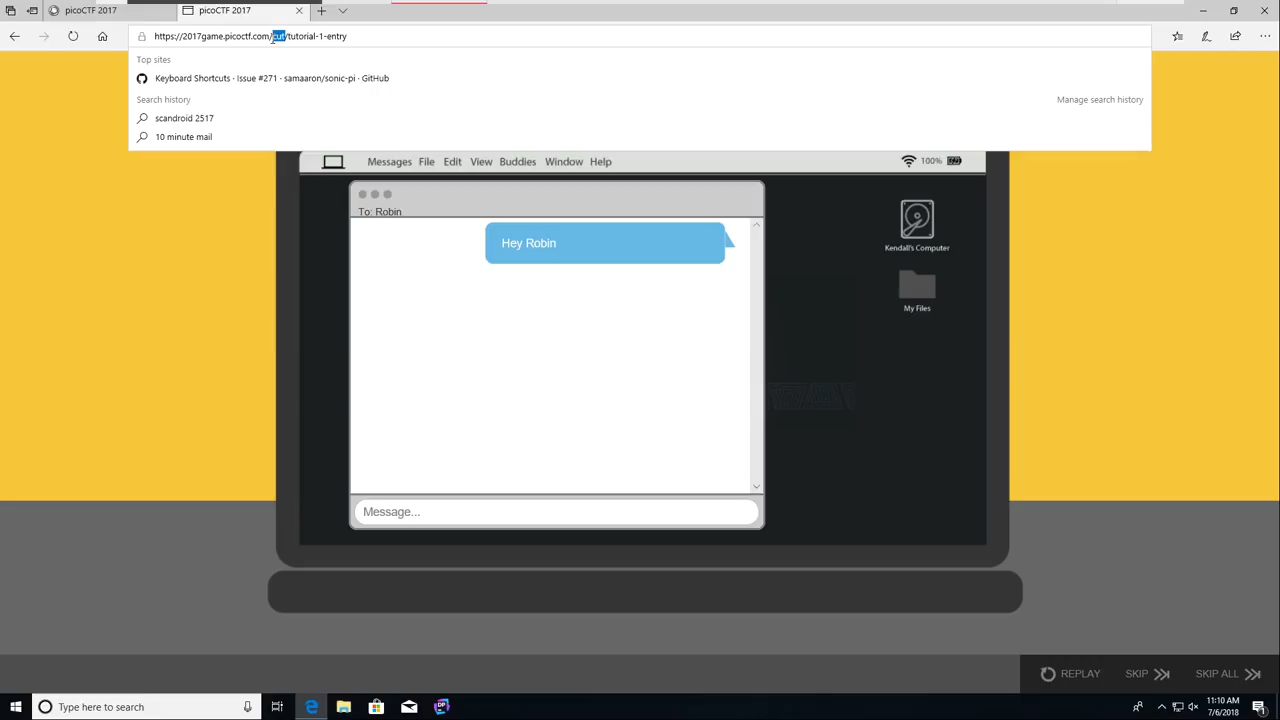 picoCTF 2017
picoCTF 2017
https://2017game.picoctf.com/cut/tutorial-1-entry
Top sites
Keyboard Shortcuts · Issue #271 · samaaron/sonic-pi · GitHub
Search history
Manage search history
scandroid 2517
10 minute mail
Messages File Edit View Buddies Window Help
100%
To: Robin
Hey Robin
Kendall's Computer
My Files
Message...
REPLAY SKIP SKIP ALL
Type here to search
DP
11:10 AM
7/6/2018